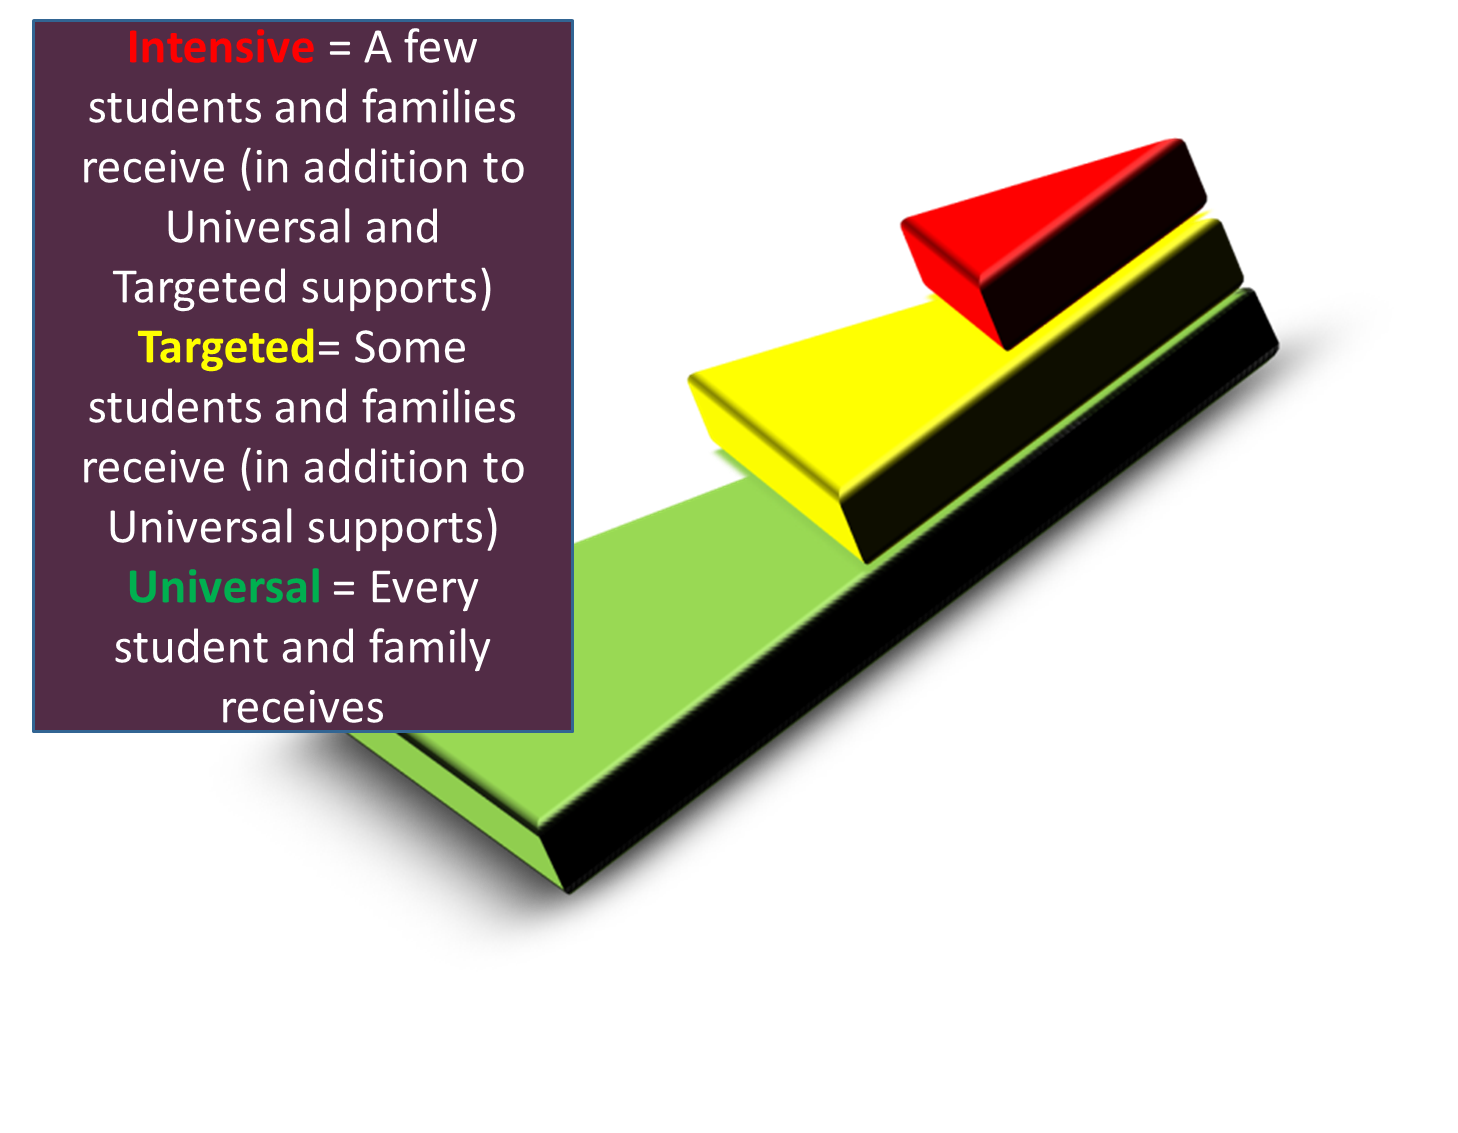 Intensive = A few
students and families
receive (in addition to
Universal and
Targeted supports)
Targeted= Some
students and families
receive (in addition to
Universal supports)
Universal = Every
student and family
receives